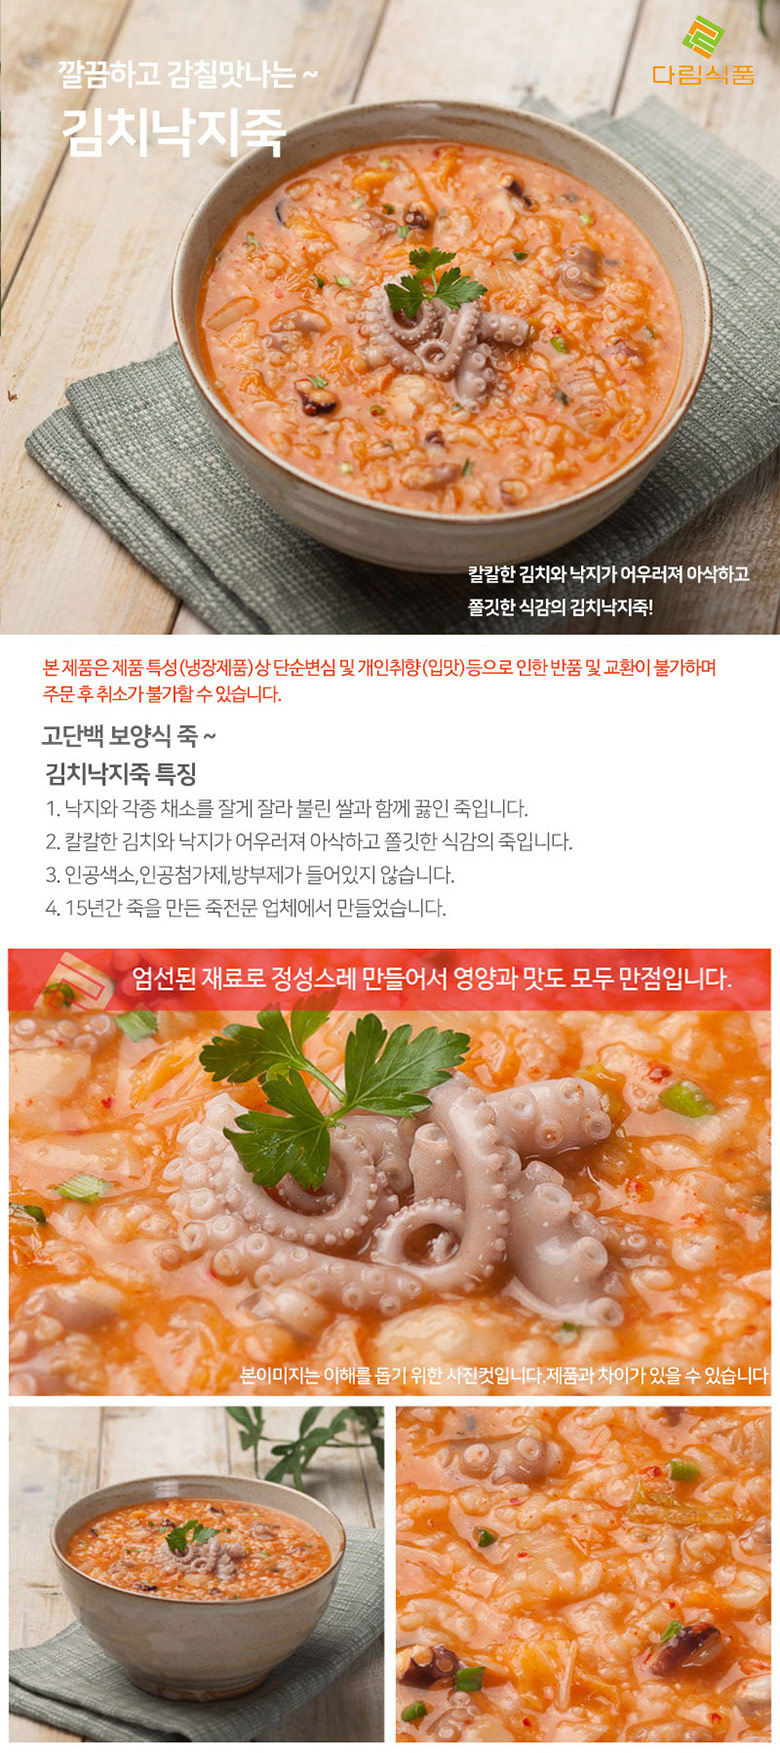 다림식품
깔끔하고 감칠맛나는 ~
김치낙지죽
칼칼한 김치와 낙지가 어우러져 아삭하고
쫄깃한 식감의 김치낙지죽!
본 제품은 제품 특성(냉장제품)상 단순변심 및 개인취향(입맛)등으로 인한 반품 및 교환이 불가하며
주문 후 취소가 불가할 수 있습니다.
고단백 보양식 죽 ~
김치낙지죽 특징
1. 낙지와 각종 채소를 잘게 잘라 불린 쌀과 함께 끓인 죽입니다.
2. 칼칼한 김치와 낙지가 어우러져 아삭하고 쫄깃한 식감의 죽입니다.
3. 인공색소,인공첨가제,방부제가 들어있지 않습니다.
4. 15년간 죽을 만든 죽전문 업체에서 만들었습니다.
엄선된 재료로 정성스레 만들어서 영양과 맛도 모두 만점입니다.
본이미지는 이해를 돕기 위한 사진컷입니다.제품과 차이가 있을 수 있습니다